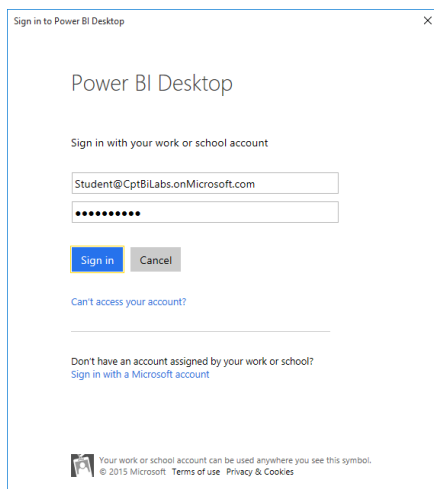 Sign in to Power BI Desktop
Power BI Desktop
Sign in with your work or school account
Student@CptBiLabs.onMicrosoft.com
●●●●●●●●●●
Sign in Cancel
Can't access your account?
Don't have an account assigned by your work or school?
Sign in with a Microsoft account
Your work or school account can be used anywhere you see this symbol.
© 2015 Microsoft Terms of use Privacy & Cookies